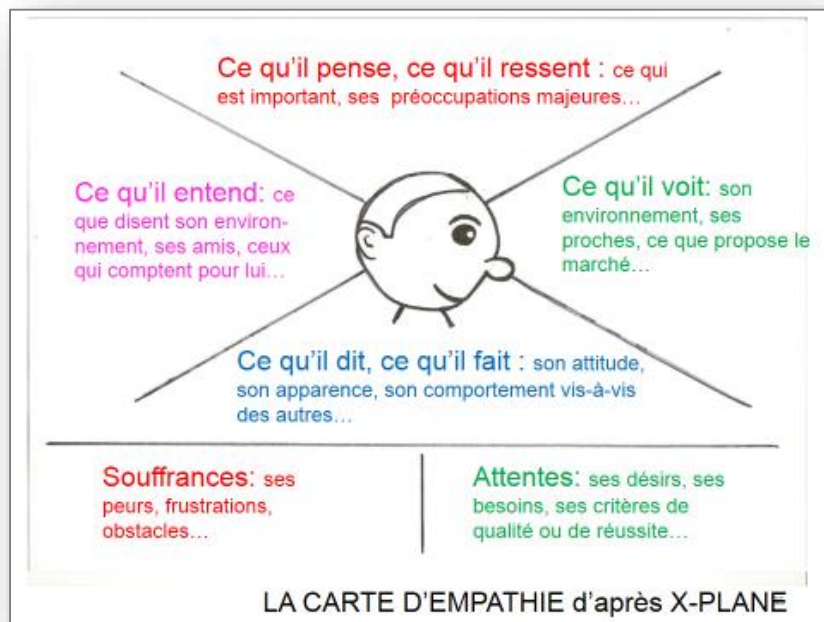 Ce qu'il pense, ce qu'il ressent : ce qui
est important, ses préoccupations majeures...
Ce qu'il entend: ce
que disent son environ-
nement, ses amis, ceux
qui comptent pour lui...
Ce qu'il voit: son
environnement, ses
proches, ce que propose le
marché...
Ce qu'il dit, ce qu'il fait : son attitude,
son apparence, son comportement vis-à-vis
des autres...
Souffrances: ses
peurs, frustrations,
obstacles...
Attentes: ses désirs, ses
besoins, ses critères de
qualité ou de réussite...
LA CARTE D'EMPATHIE d'après X-PLANE